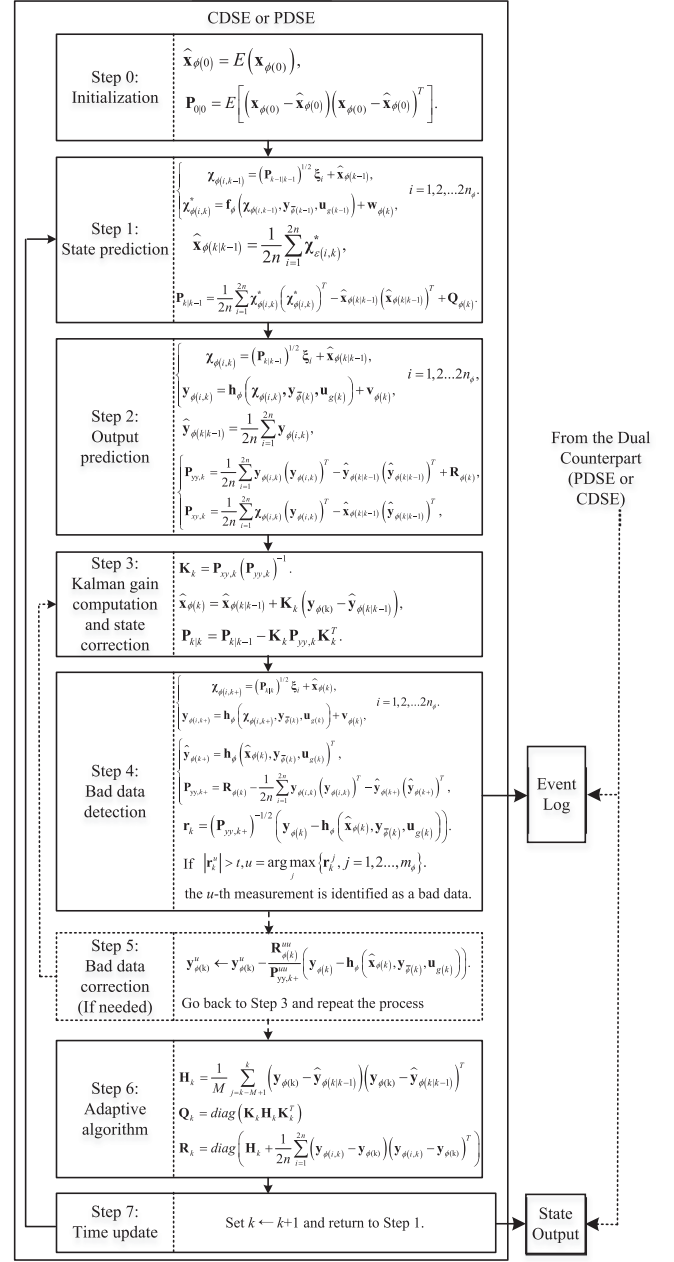 CDSE or PDSE
Step 0:
Initialization
x̂_ϕ(0) = E(x_ϕ(0)),
P_0|0 = E[(x_ϕ(0) − x̂_ϕ(0))(x_ϕ(0) − x̂_ϕ(0))^T].
Step 1:
State prediction
χ_ϕ(i,k−1) = (P_k−1|k−1)^1/2 ξ_i + x̂_ϕ(k−1),
i = 1,2,...2n_ϕ.
χ*_ϕ(i,k) = f_ϕ(χ_ϕ(i,k−1), y_ϕ̄(k−1), u_g(k−1)) + w_ϕ(k),
x̂_ϕ(k|k−1) = 1/2n ∑_{i=1}^{2n} χ*_ε(i,k),
P_k|k−1 = 1/2n ∑_{i=1}^{2n} χ*_ϕ(i,k) (χ*_ϕ(i,k))^T − x̂_ϕ(k|k−1) (x̂_ϕ(k|k−1))^T + Q_ϕ(k).
Step 2:
Output
prediction
χ_ϕ(i,k) = (P_k|k−1)^1/2 ξ_i + x̂_ϕ(k|k−1),
i = 1,2...2n_ϕ,
y_ϕ(i,k) = h_ϕ(χ_ϕ(i,k), y_ϕ̄(k), u_g(k)) + v_ϕ(k),
ŷ_ϕ(k|k−1) = 1/2n ∑_{i=1}^{2n} y_ϕ(i,k),
P_yy,k = 1/2n ∑_{i=1}^{2n} y_ϕ(i,k) (y_ϕ(i,k))^T − ŷ_ϕ(k|k−1) (ŷ_ϕ(k|k−1))^T + R_ϕ(k),
P_xy,k = 1/2n ∑_{i=1}^{2n} χ_ϕ(i,k) (y_ϕ(i,k))^T − x̂_ϕ(k|k−1) (ŷ_ϕ(k|k−1))^T,
From the Dual
Counterpart
(PDSE or
CDSE)
Step 3:
Kalman gain
computation
and state
correction
K_k = P_xy,k (P_yy,k)^−1.
x̂_ϕ(k) = x̂_ϕ(k|k−1) + K_k (y_ϕ(k) − ŷ_ϕ(k|k−1)),
P_k|k = P_k|k−1 − K_k P_yy,k K_k^T.
Step 4:
Bad data
detection
χ_ϕ(i,k+) = (P_k|k)^1/2 ξ_i + x̂_ϕ(k),
i = 1,2,...2n_ϕ.
y_ϕ(i,k+) = h_ϕ(χ_ϕ(i,k+), y_ϕ̄(k), u_g(k)) + v_ϕ(k),
ŷ_ϕ(k+) = h_ϕ(x̂_ϕ(k), y_ϕ̄(k), u_g(k))^T,
P_yy,k+ = R_ϕ(k) − 1/2n ∑_{i=1}^{2n} y_ϕ(i,k) (y_ϕ(i,k))^T − ŷ_ϕ(k+) (ŷ_ϕ(k+))^T,
r_k = (P_yy,k+)^−1/2 (y_ϕ(k) − h_ϕ(x̂_ϕ(k), y_ϕ̄(k), u_g(k))).
If |r_k^u| > t, u = arg max_j {r_k^j, j = 1,2...,m_ϕ}.
the u-th measurement is identified as a bad data.
Event
Log
Step 5:
Bad data
correction
(If needed)
y^u_ϕ(k) ← y^u_ϕ(k) − R^uu_ϕ(k)/P^uu_yy,k+ (y_ϕ(k) − h_ϕ(x̂_ϕ(k), y_ϕ̄(k), u_g(k))).
Go back to Step 3 and repeat the process
Step 6:
Adaptive
algorithm
H_k = 1/M ∑_{j=k−M+1}^{k} (y_ϕ(k) − ŷ_ϕ(k|k−1))(y_ϕ(k) − ŷ_ϕ(k|k−1))^T
Q_k = diag(K_k H_k K_k^T)
R_k = diag(H_k + 1/2n ∑_{i=1}^{2n} (y_ϕ(i,k) − y_ϕ(k))(y_ϕ(i,k) − y_ϕ(k))^T)
Step 7:
Time update
Set k ← k+1 and return to Step 1.
State
Output